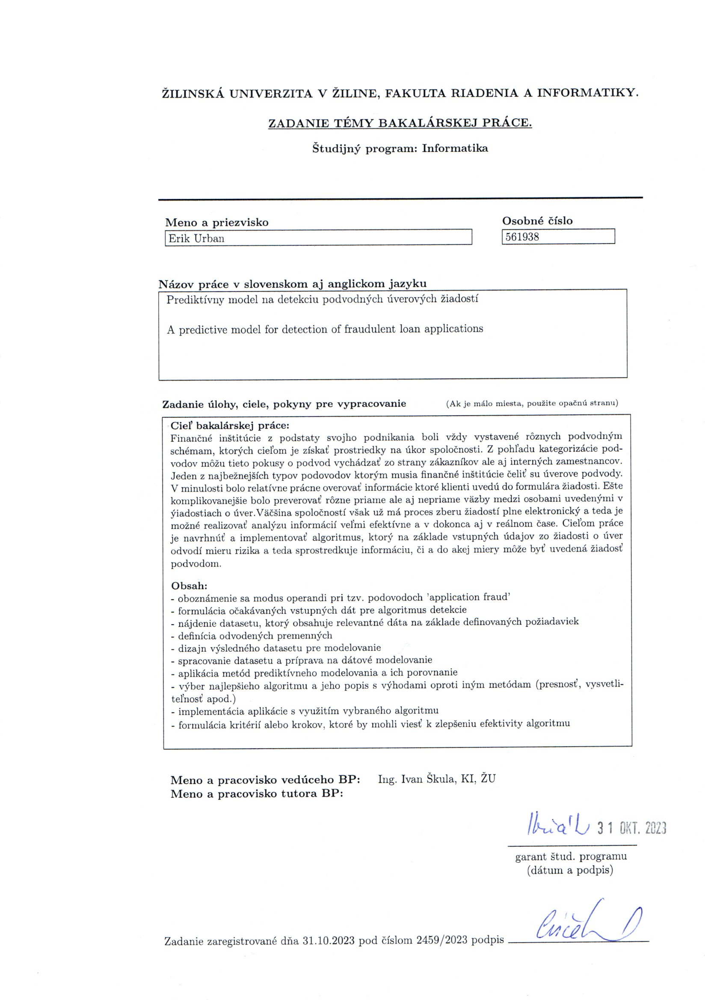 ŽILINSKÁ UNIVERZITA V ŽILINE, FAKULTA RIADENIA A INFORMATIKY.
ZADANIE TÉMY BAKALÁRSKEJ PRÁCE.
Študijný program: Informatika
Meno a priezvisko
Osobné číslo
Erik Urban
561938
Názov práce v slovenskom aj anglickom jazyku
Prediktívny model na detekciu podvodných úverových žiadostí
A predictive model for detection of fraudulent loan applications
Zadanie úlohy, ciele, pokyny pre vypracovanie (Ak je málo miesta, použite opačnú stranu)
Cieľ bakalárskej práce:
Finančné inštitúcie z podstaty svojho podnikania boli vždy vystavené rôznych podvodným
schémam, ktorých cieľom je získať prostriedky na úkor spoločnosti. Z pohľadu kategorizácie pod-
vodov môžu tieto pokusy o podvod vychádzať zo strany zákazníkov ale aj interných zamestnancov.
Jeden z najbežnejších typov podovodov ktorým musia finančné inštitúcie čeliť su úverove podvody.
V minulosti bolo relatívne prácne overovať informácie ktoré klienti uvedú do formulára žiadosti. Ešte
komplikovanejšie bolo preverovať rôzne priame ale aj nepriame väzby medzi osobami uvedenými v
ýiadostiach o úver.Väčšina spoločností však už má proces zberu žiadostí plne elektronický a teda je
možné realizovať analýzu informácií veľmi efektívne a v dokonca aj v reálnom čase. Cieľom práce
je navrhnúť a implementovať algoritmus, ktorý na základe vstupných údajov zo žiadosti o úver
odvodí mieru rizika a teda sprostredkuje informáciu, či a do akej miery môže byť uvedená žiadosť
podvodom.
Obsah:
- oboznámenie sa modus operandi pri tzv. podovodoch 'application fraud'
- formulácia očakávaných vstupných dát pre algoritmus detekcie
- nájdenie datasetu, ktorý obsahuje relevantné dáta na základe definovaných požiadaviek
- definícia odvodených premenných
- dizajn výsledného datasetu pre modelovanie
- spracovanie datasetu a príprava na dátové modelovanie
- aplikácia metód prediktívneho modelovania a ich porovnanie
- výber najlepšieho algoritmu a jeho popis s výhodami oproti iným metódam (presnosť, vysvetli-
teľnosť apod.)
- implementácia aplikácie s využitím vybraného algoritmu
- formulácia kritérií alebo krokov, ktoré by mohli viesť k zlepšeniu efektivity algoritmu
Meno a pracovisko vedúceho BP: Ing. Ivan Škula, KI, ŽU
Meno a pracovisko tutora BP:
31 OKT. 2023
garant štud. programu
(dátum a podpis)
Zadanie zaregistrované dňa 31.10.2023 pod číslom 2459/2023 podpis